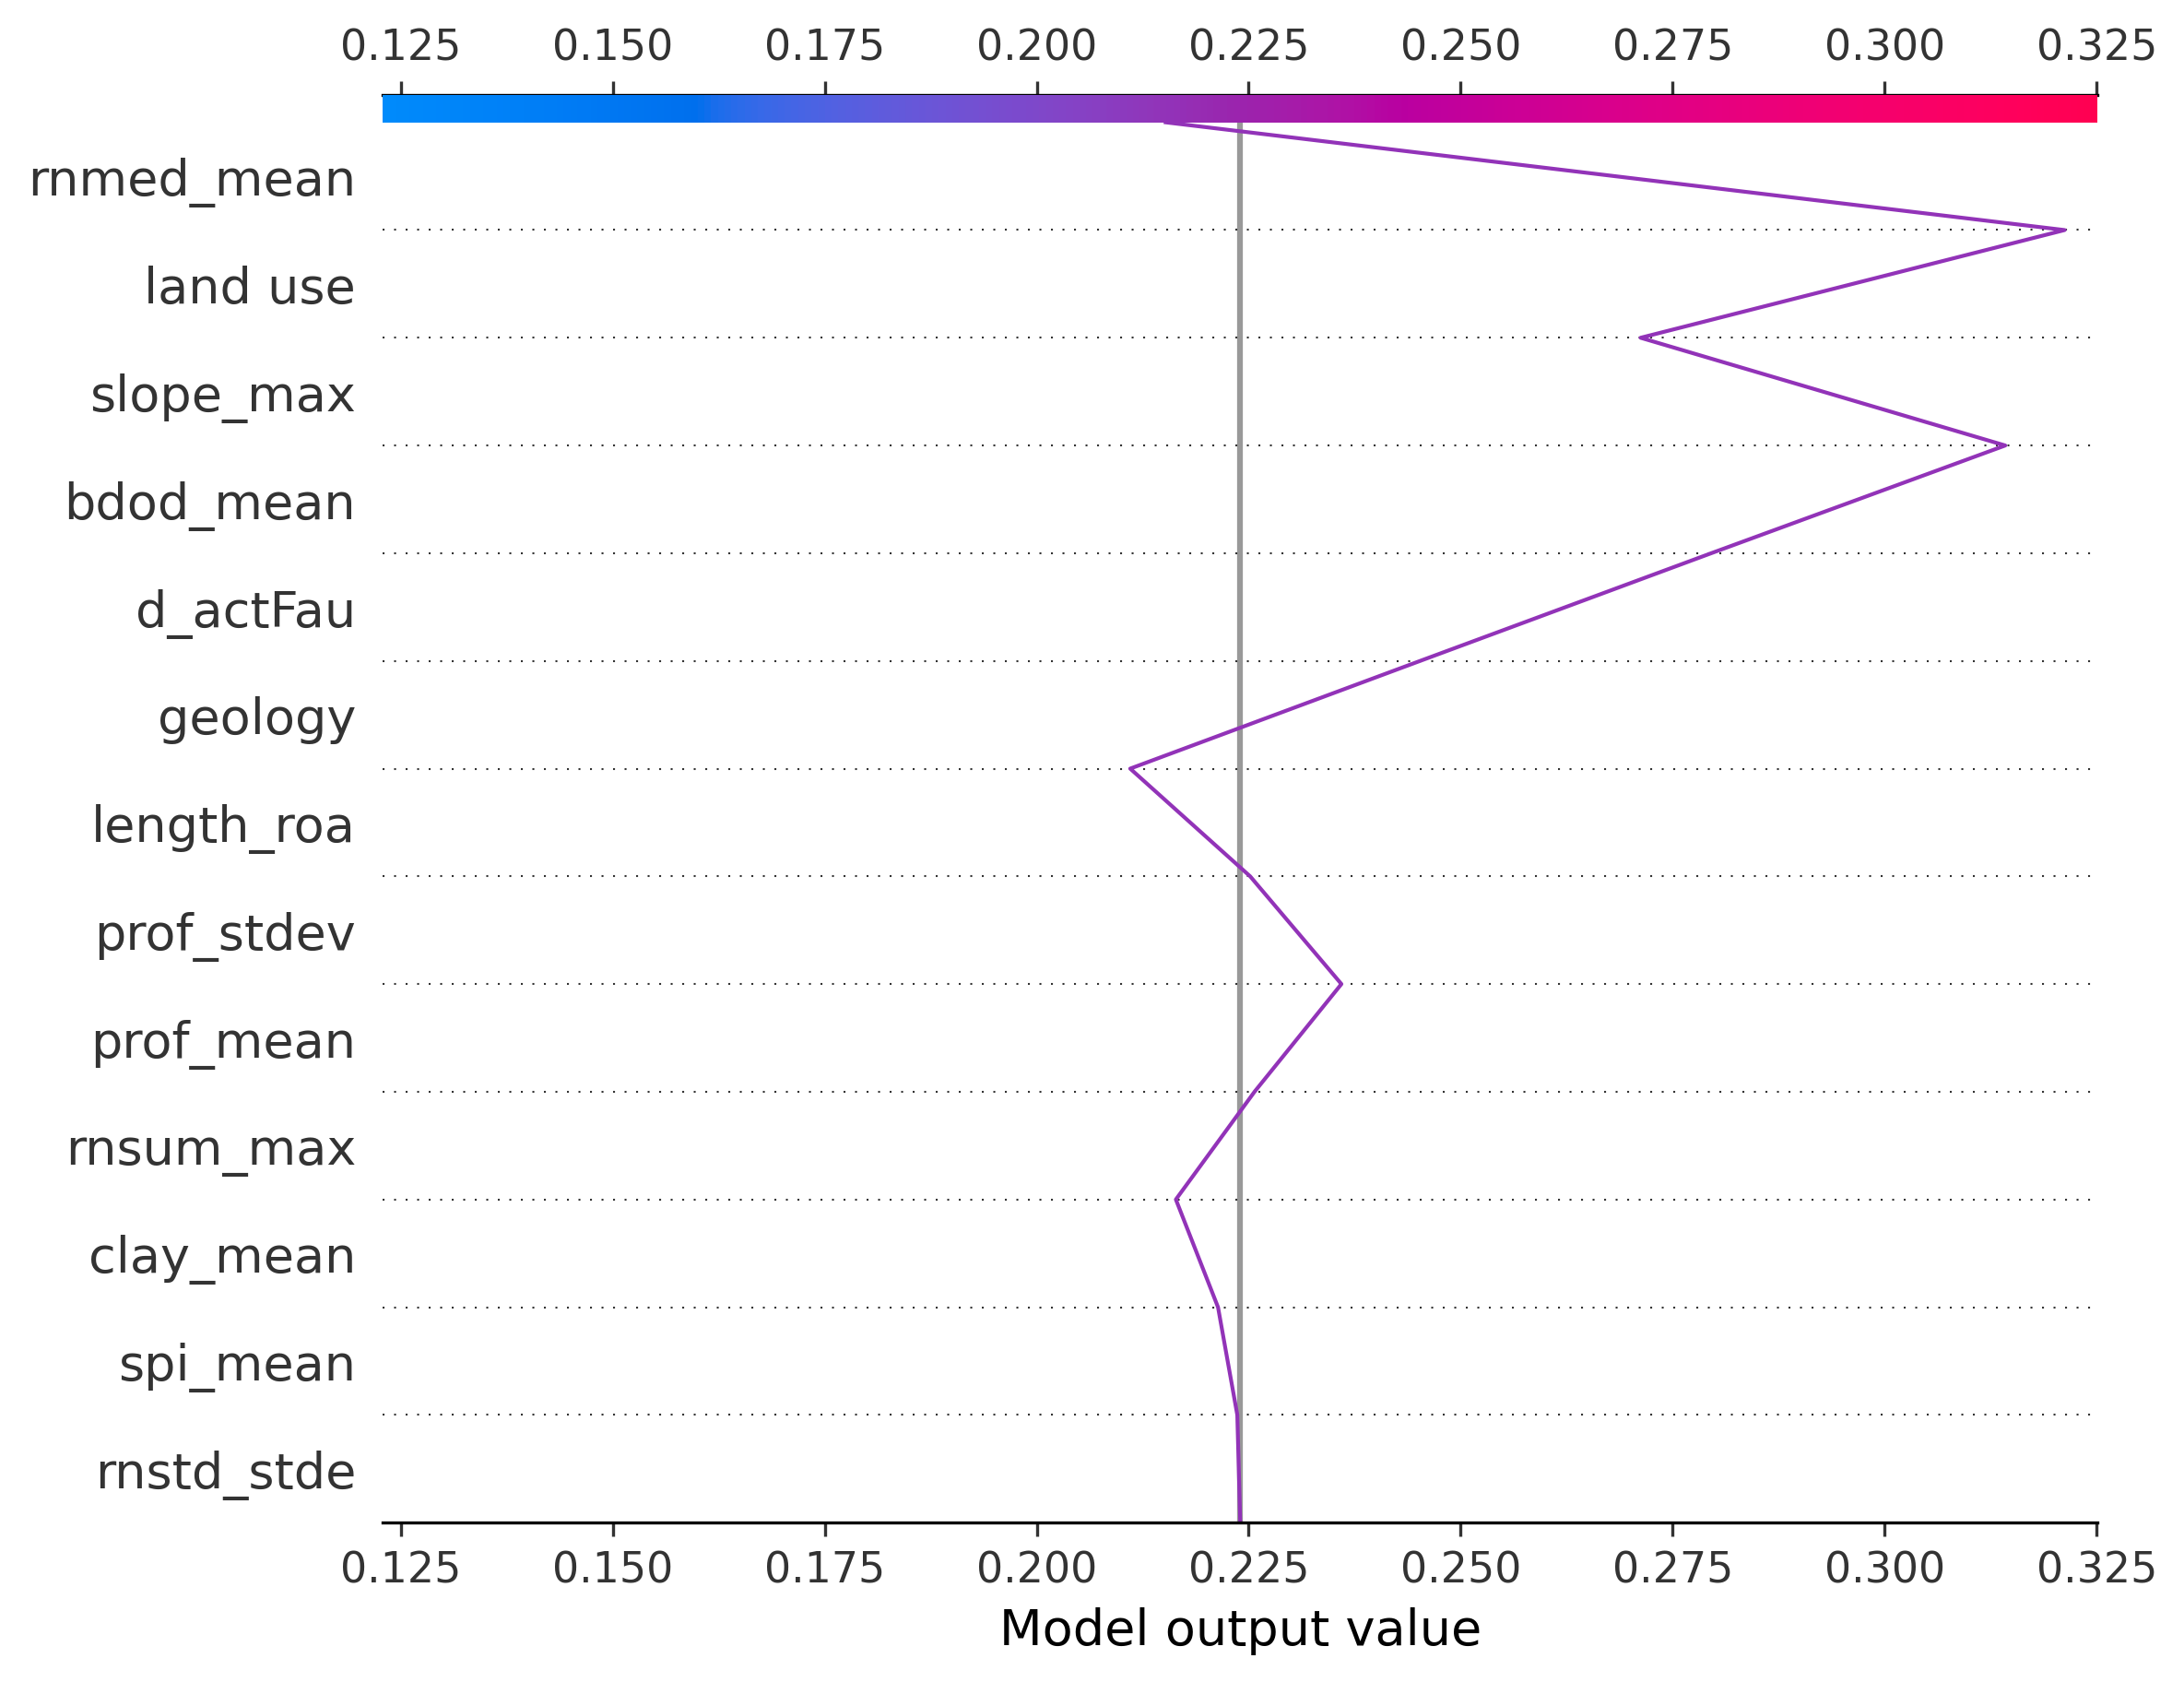 0.125 0.150 0.175 0.200 0.225 0.250 0.275 0.300 0.325
rnmed_mean
land use
slope_max
bdod_mean
d_actFau
geology
length_roa
prof_stdev
prof_mean
rnsum_max
clay_mean
spi_mean
rnstd_stde
0.125 0.150 0.175 0.200 0.225 0.250 0.275 0.300 0.325
Model output value